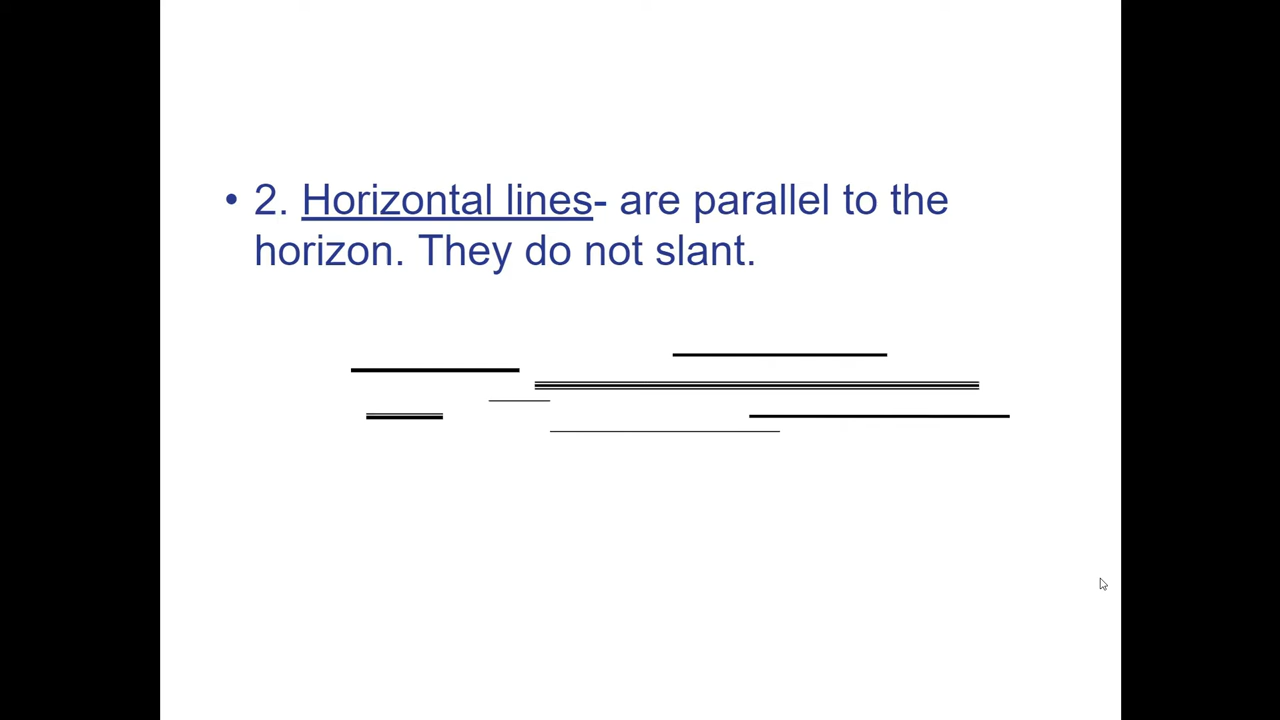 • 2. Horizontal lines- are parallel to the
horizon. They do not slant.